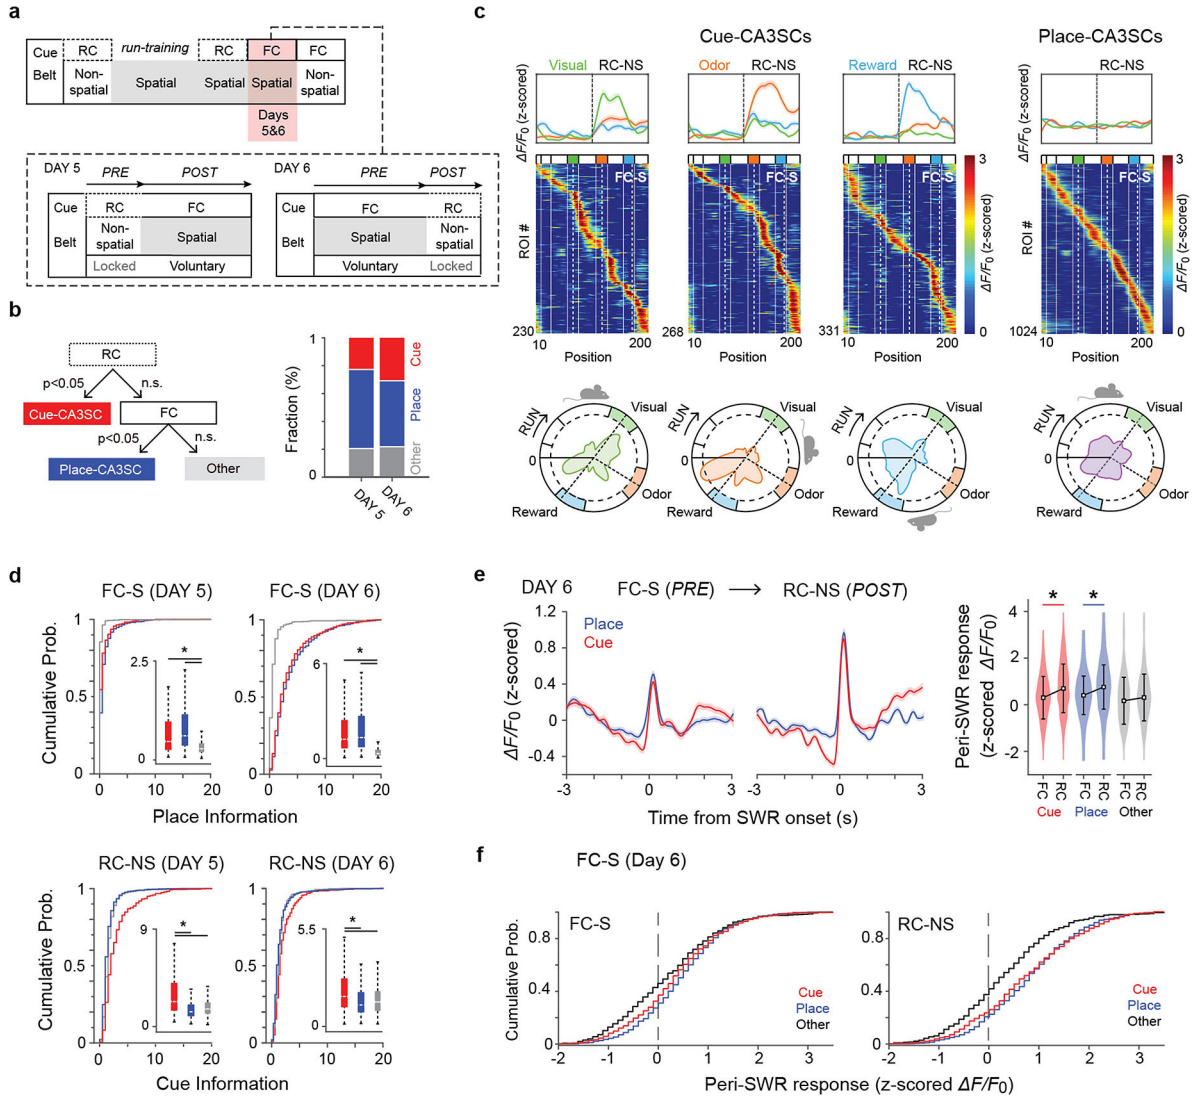 a
Cue
RC
run-training
RC
FC
FC
Belt
Non-
spatial
Spatial
Spatial
Spatial
Non-
spatial
Days
5&6
DAY 5
PRE
POST
Cue
RC
FC
Belt
Non-
spatial
Spatial
Locked
Voluntary
DAY 6
PRE
POST
Cue
FC
RC
Belt
Spatial
Non-
spatial
Voluntary
Locked
b
RC
p<0.05
n.s.
Cue-CA3SC
FC
p<0.05
n.s.
Place-CA3SC
Other
Fraction (%)
1
0
Cue
Place
Other
DAY 5
DAY 6
c
Cue-CA3SCs
Place-CA3SCs
Visual
RC-NS
Odor
RC-NS
Reward
RC-NS
RC-NS
ΔF/F0 (z-scored)
ΔF/F0 (z-scored)
FC-S
FC-S
FC-S
FC-S
ROI #
ROI #
230
268
331
1024
10
200
10
200
10
200
10
200
Position
Position
Position
Position
3
0
ΔF/F0 (z-scored)
3
0
ΔF/F0 (z-scored)
RUN
Visual
0
Odor
Reward
RUN
Visual
0
Odor
Reward
RUN
Visual
0
Odor
Reward
RUN
Visual
0
Odor
Reward
d
FC-S (DAY 5)
FC-S (DAY 6)
Cumulative Prob.
1
0.5
0
2.5
0
*
0
10
20
1
0.5
0
6
0
*
0
10
20
Place Information
RC-NS (DAY 5)
RC-NS (DAY 6)
Cumulative Prob.
1
0.5
0
9
0
*
0
10
20
1
0.5
0
5.5
0
*
0
10
20
Cue Information
e
DAY 6
FC-S (PRE)
RC-NS (POST)
ΔF/F0 (z-scored)
1.2
0.8
0.4
0
-0.4
Place
Cue
-3
0
3
-3
0
3
Time from SWR onset (s)
Peri-SWR response
(z-scored ΔF/F0)
4
2
0
-2
*
*
FC
RC
FC
RC
FC
RC
Cue
Place
Other
f
FC-S (Day 6)
Cumulative Prob.
0.8
0.4
0
FC-S
Cue
Place
Other
-2
-1
0
1
2
3
0.8
0.4
0
RC-NS
Cue
Place
Other
-2
-1
0
1
2
3
Peri-SWR response (z-scored ΔF/F0)